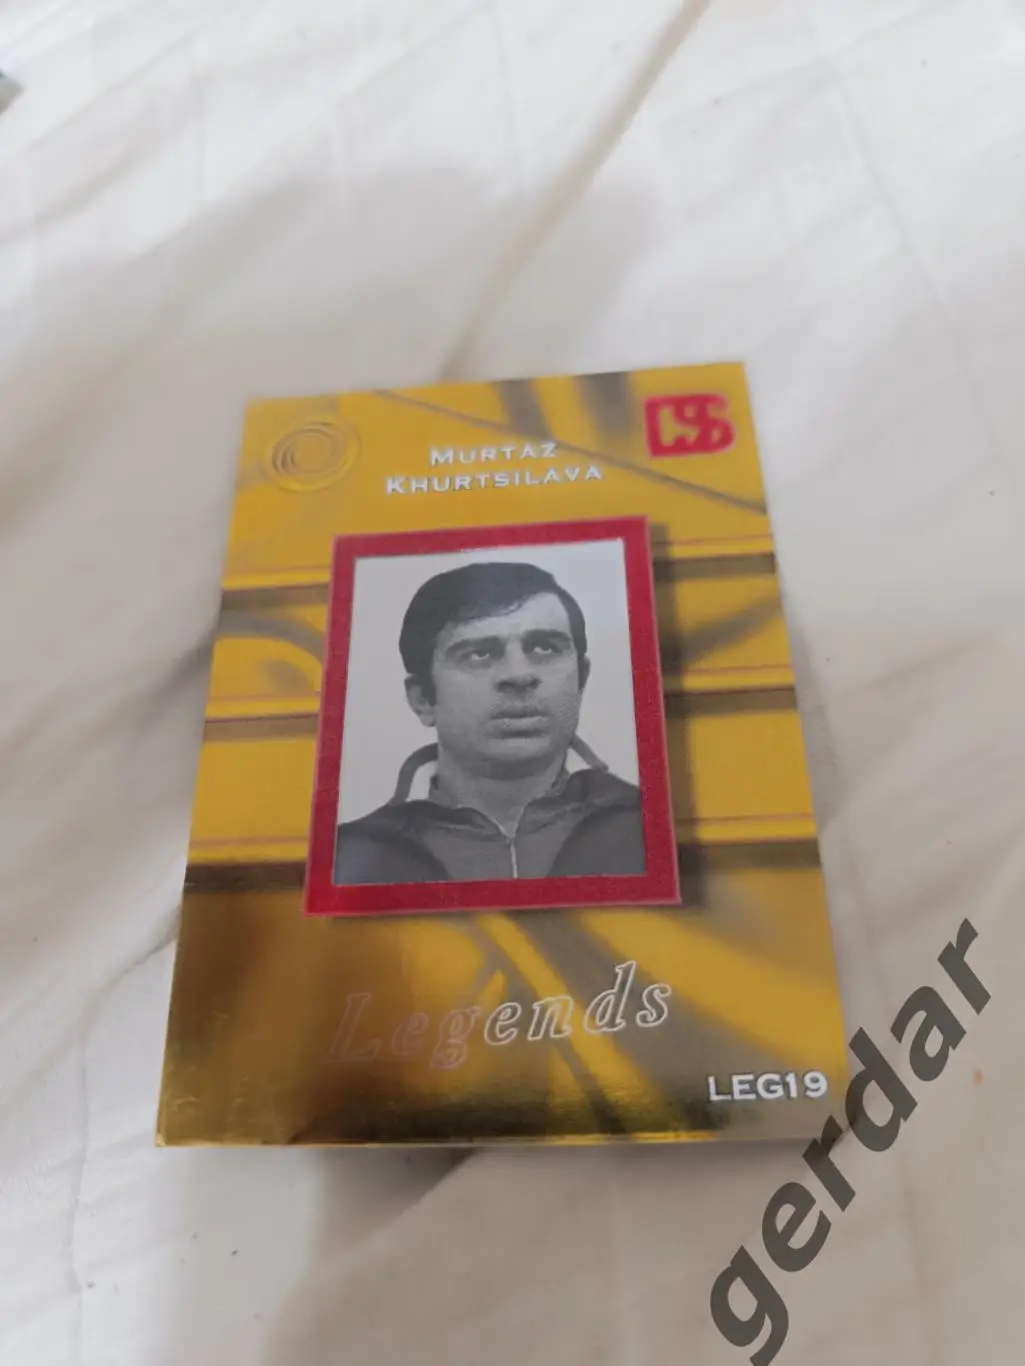 MURTAZ
KHURTSILAVA
Legends
LEG19
gerdar